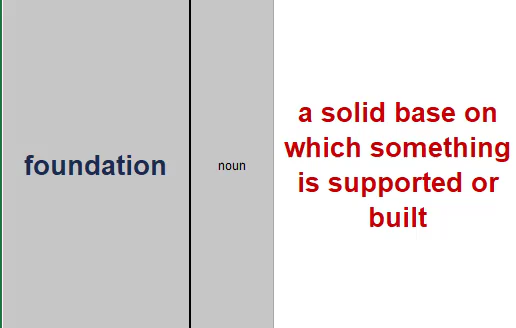 foundation
noun
a solid base on
which something
is supported or
built